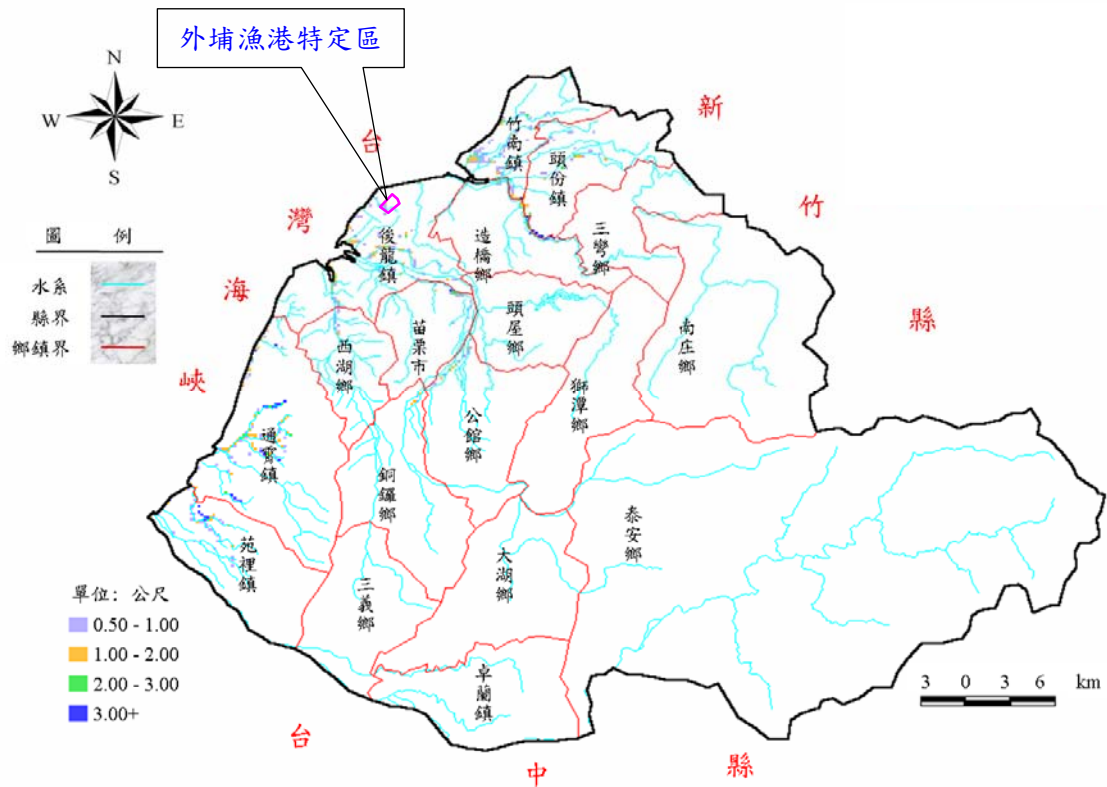 外埔漁港特定區
N
W E
S
圖 例
水系
縣界
鄉鎮界
台灣海峽
新竹縣
台中縣
竹南鎮
頭份鎮
三彎鄉
後龍鎮
造橋鄉
南庄鄉
頭屋鄉
苗栗市
西湖鄉
獅潭鄉
公館鄉
通霄鎮
銅鑼鄉
泰安鄉
苑裡鎮
大湖鄉
三義鄉
卓蘭鎮
單位: 公尺
0.50 - 1.00
1.00 - 2.00
2.00 - 3.00
3.00+
3 0 3 6 km